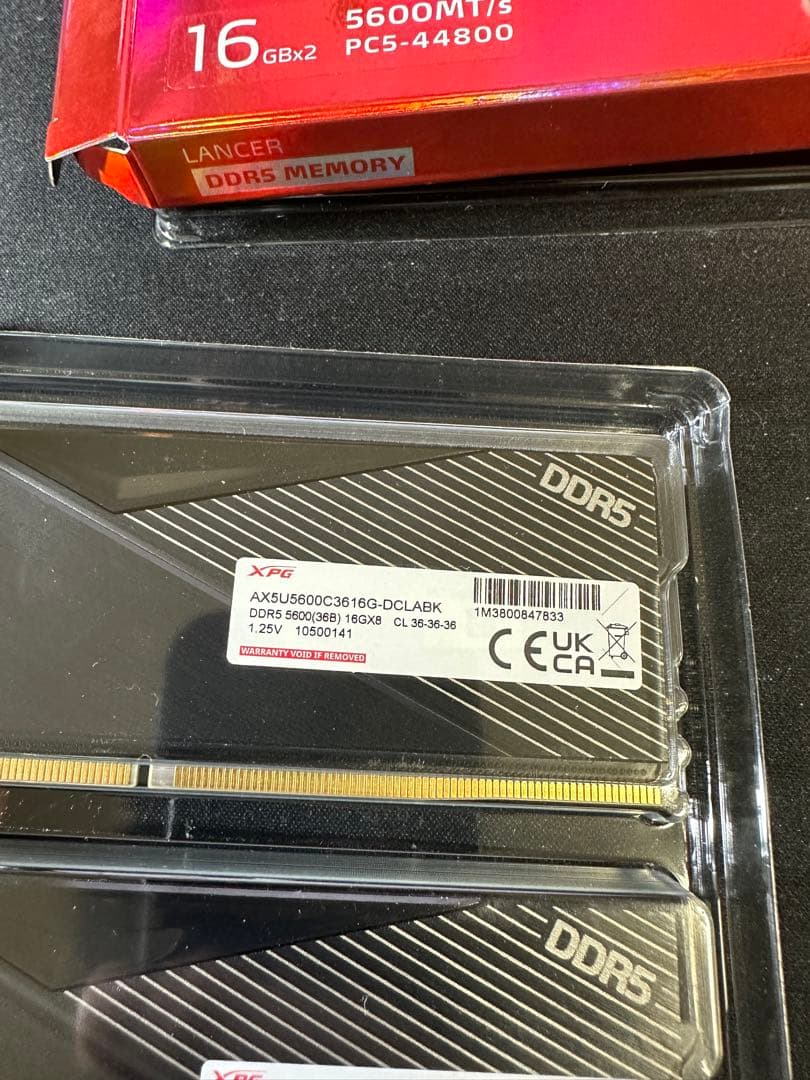 5600MT/s
16GBx2 PC5-44800
LANCER
DDR5 MEMORY
DDR5
XPG
AX5U5600C3616G-DCLABK
DDR5 5600(36B) 16GX8 CL 36-36-36
1.25V 10500141
WARRANTY VOID IF REMOVED
1M3800847833
CE UK
CA
DDR5
XPG